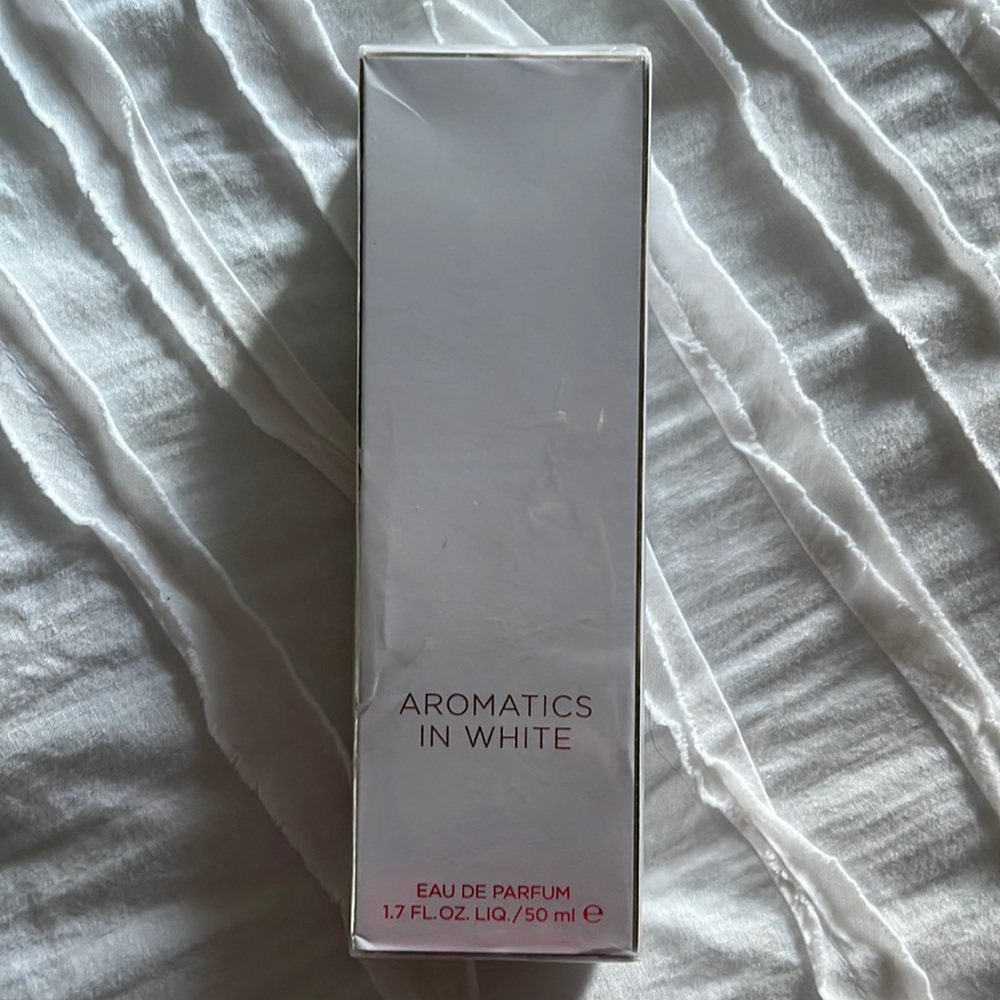 AROMATICS
IN WHITE
EAU DE PARFUM
1.7 FL.OZ. LIQ./50 ml ℮